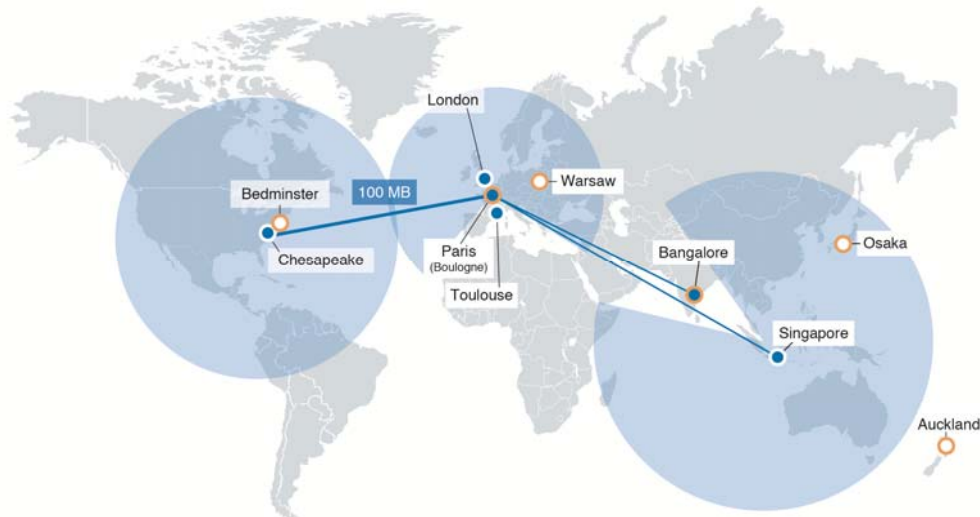 London
100 MB
Warsaw
Bedminster
Chesapeake
Paris
(Boulogne)
Toulouse
Bangalore
Osaka
Singapore
Auckland